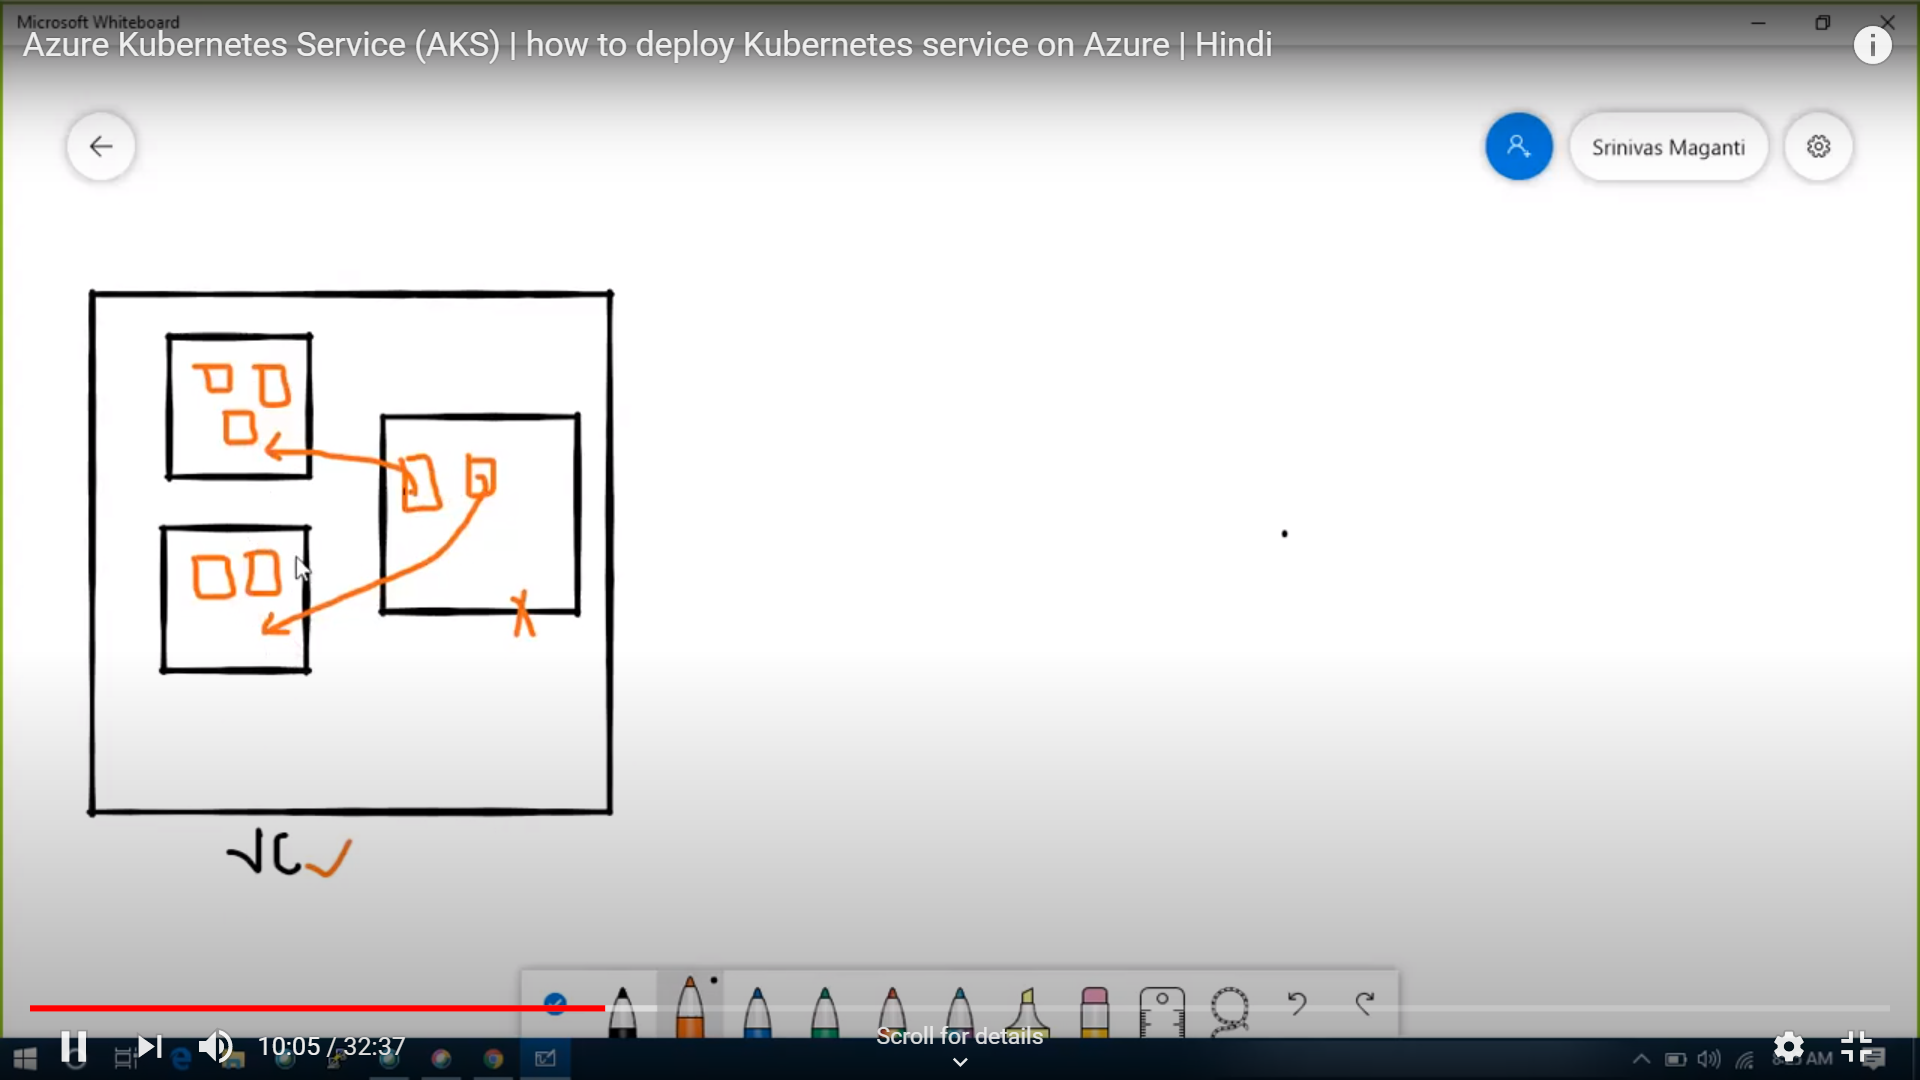 Microsoft Whiteboard
Azure Kubernetes Service (AKS) | how to deploy Kubernetes service on Azure | Hindi
Srinivas Maganti
Scroll for details
10:05 / 32:37
AM